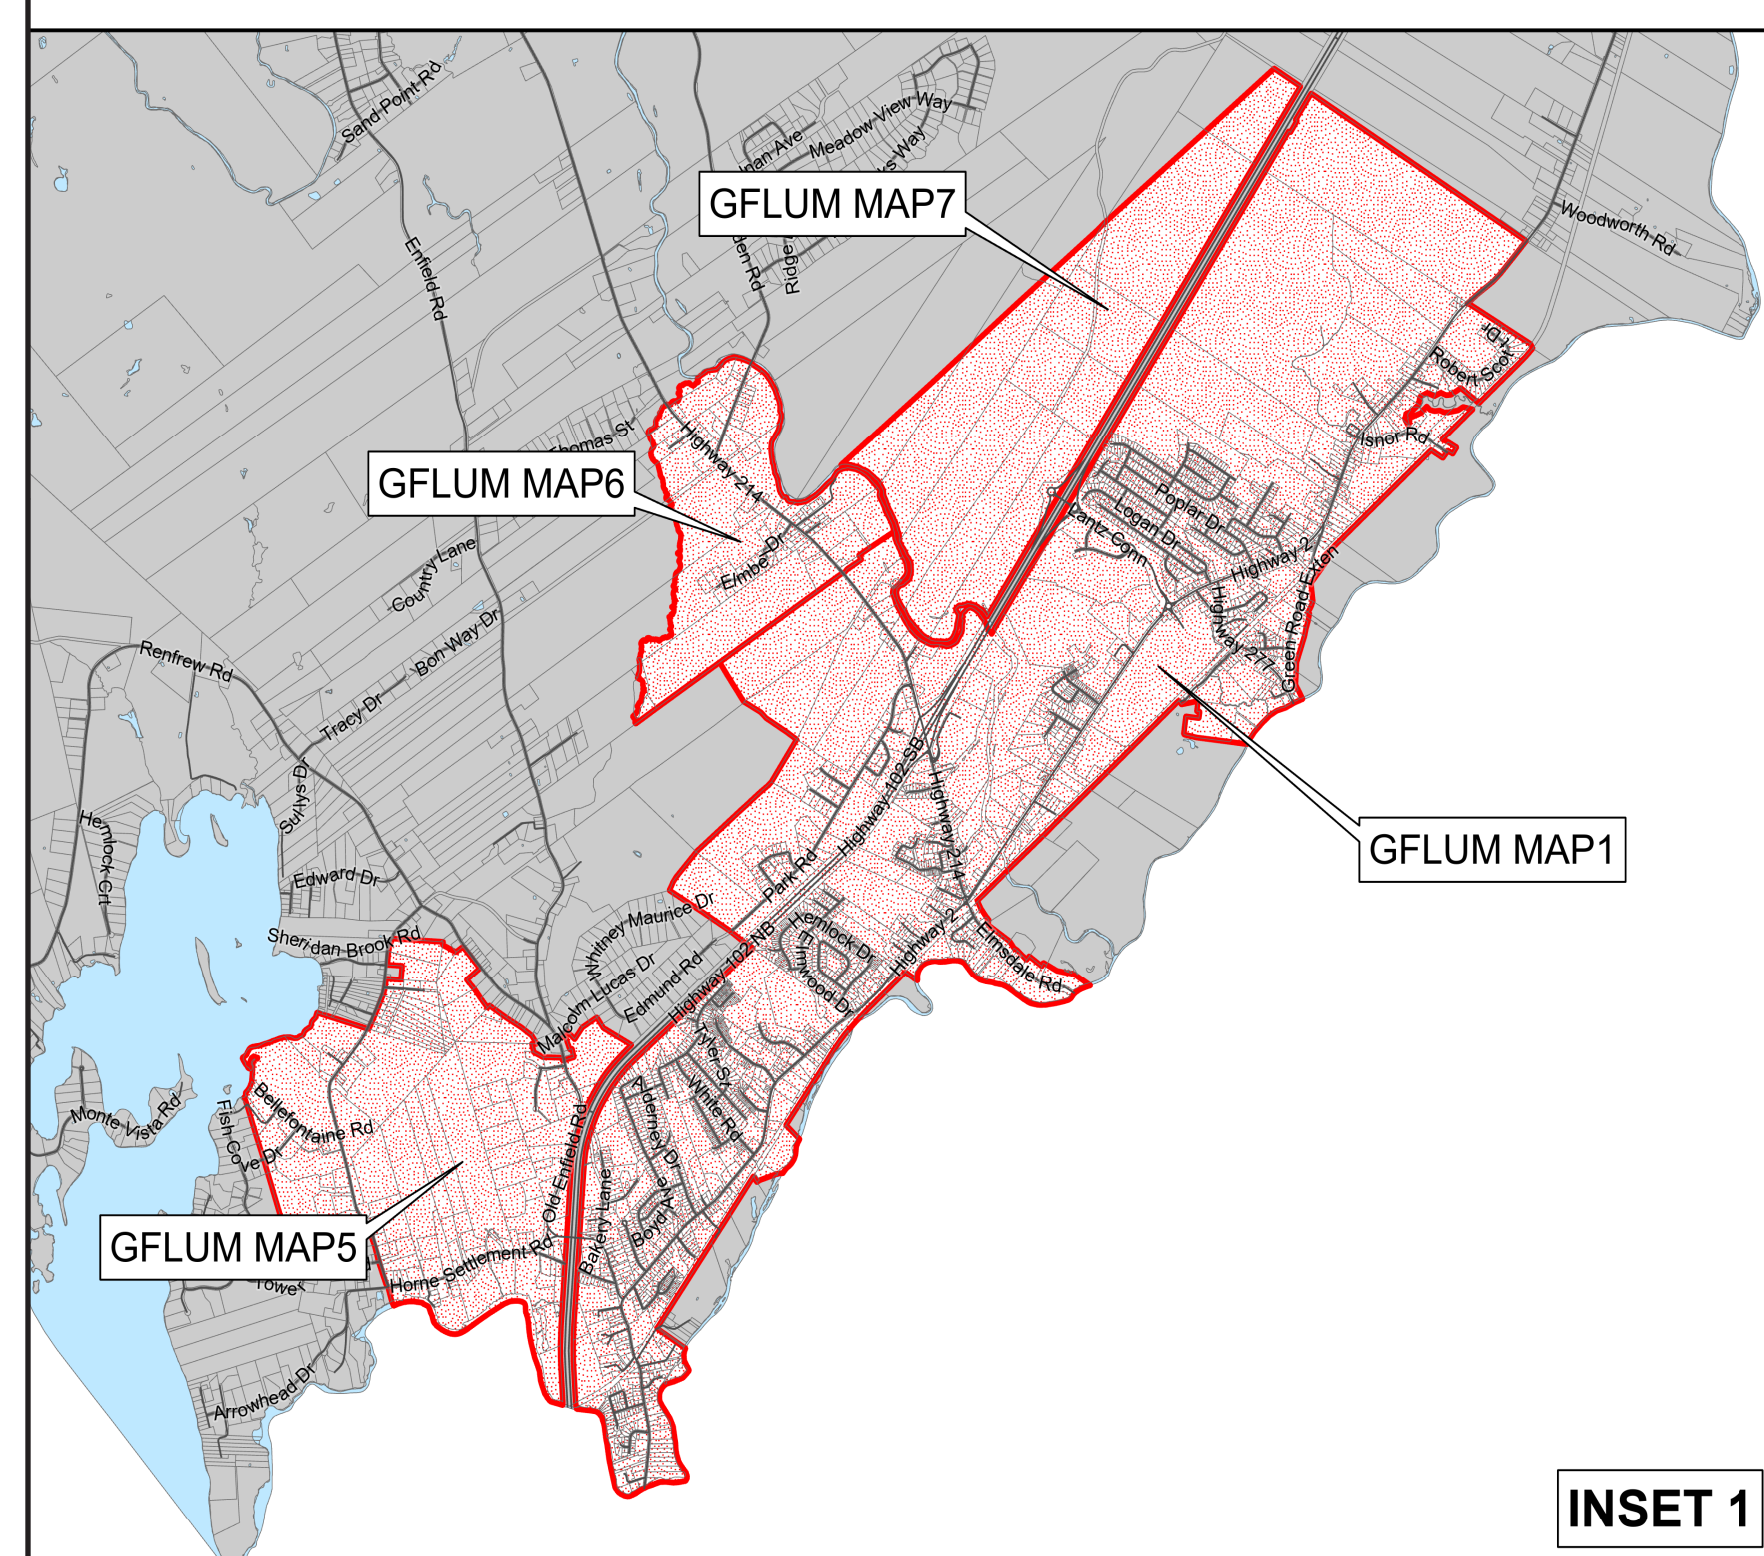 Sand Point Rd
Meadow View Way
Woodworth Rd
GFLUM MAP7
Enfield Rd
Robert Scott Dr
Isnor Rd
Highway 214
GFLUM MAP6
Poplar Dr
Logan Dr
Lantz Conn
Highway 2
Green Road Exten
Highway 277
Country Lane
Bon Way Dr
Tracy Dr
Renfrew Rd
Hemlock Crt
Edward Dr
Sheridan Brook Rd
Whitney Maurice Dr
Malcolm Lucas Dr
Edmund Rd
Park Rd
Highway 102 SB
Highway 102 NB
Highway 214
GFLUM MAP1
Hemlock Dr
Elmwood Dr
Highway 2
Elmsdale Rd
Tyler St
White Rd
Alderney Dr
Boyd Ave
Bakery Lane
Old Enfield Rd
Monte Vista Rd
Fish Cove Dr
Bellefontaine Rd
GFLUM MAP5
Horne Settlement Rd
Tower
Arrowhead Dr
INSET 1